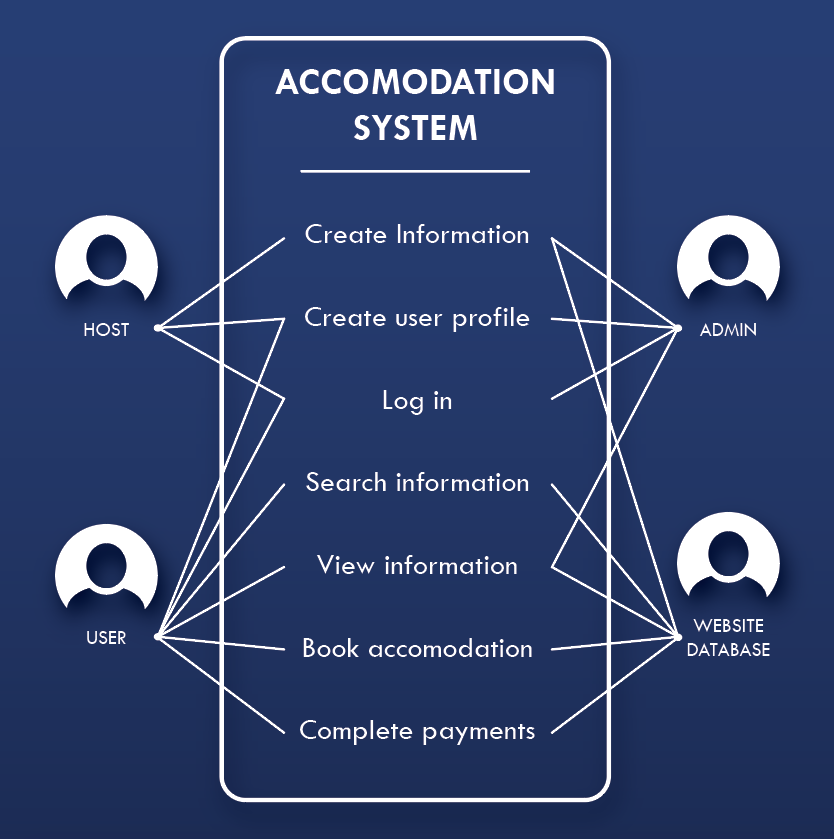 ACCOMODATION
SYSTEM
Create Information
Create user profile
Log in
Search information
View information
Book accomodation
Complete payments
HOST
USER
ADMIN
WEBSITE
DATABASE